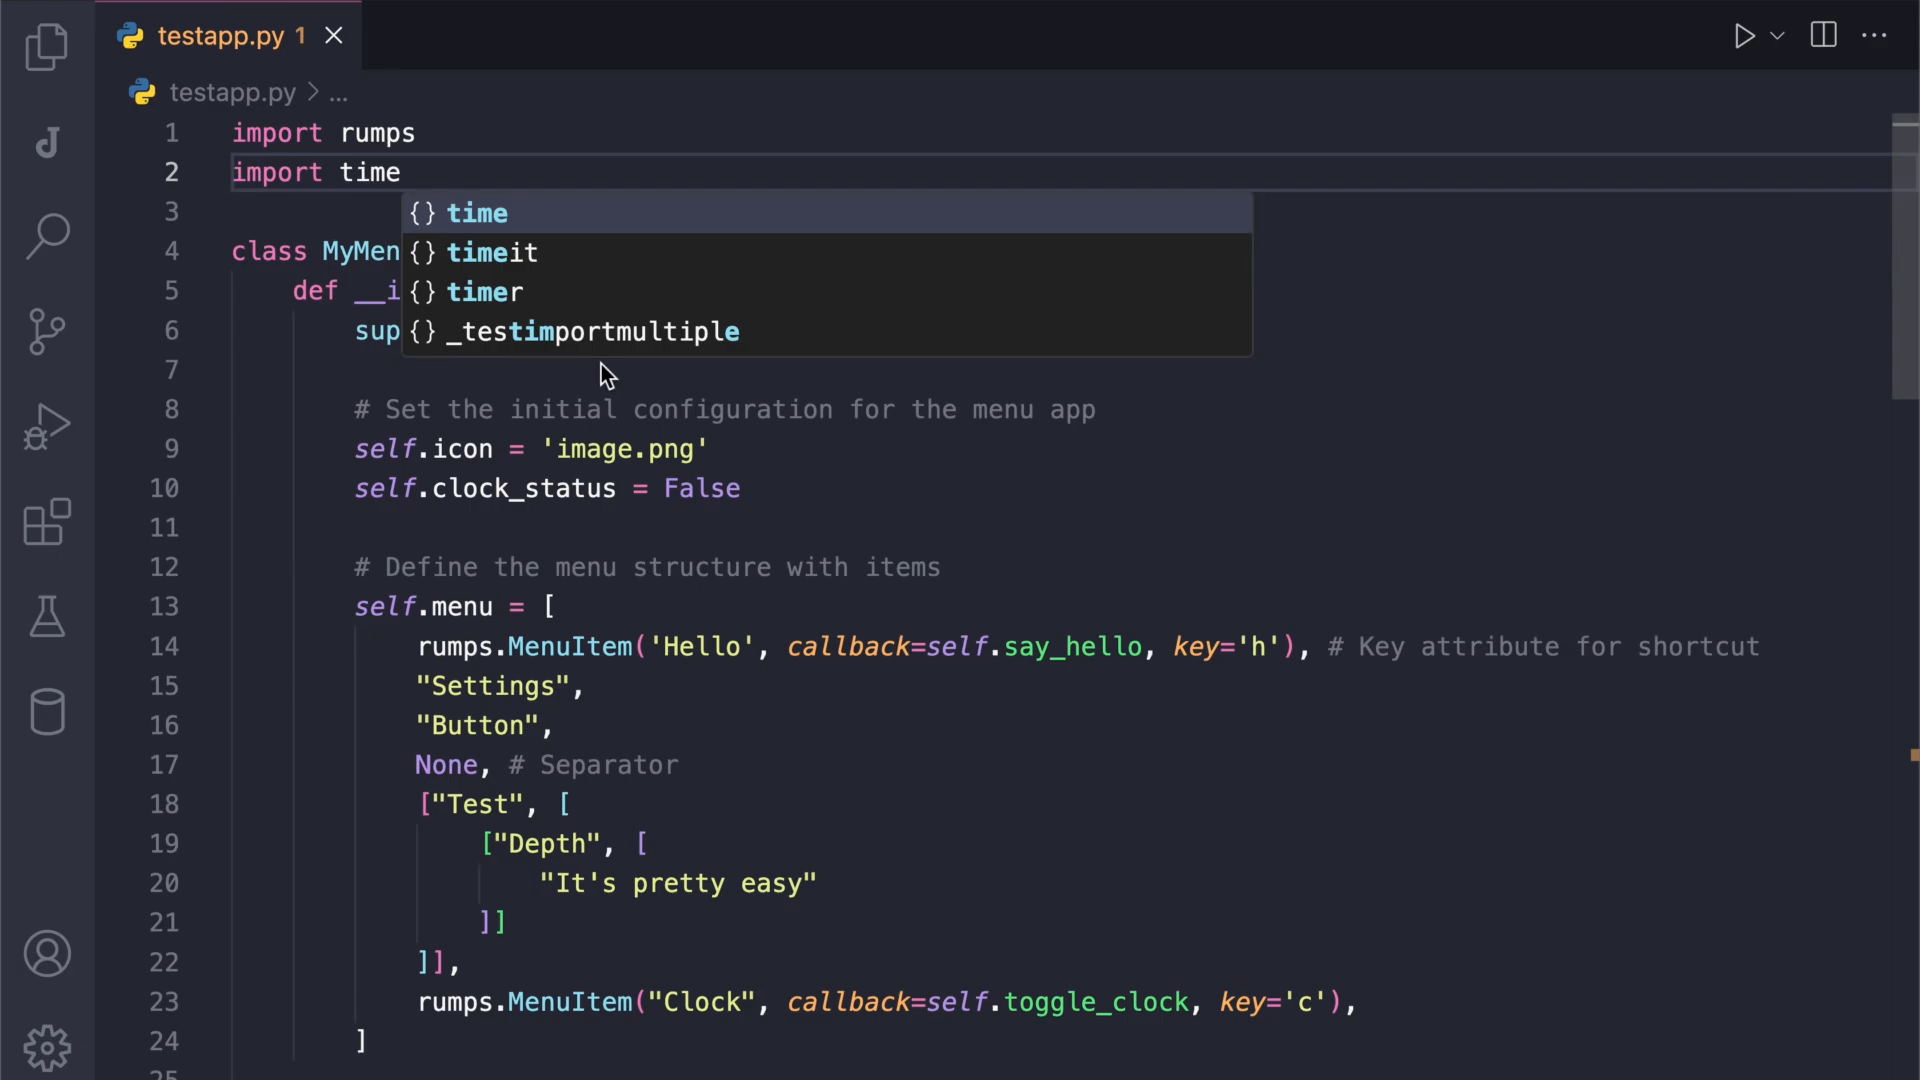 testapp.py 1
testapp.py > ...
1 import rumps
2 import time
{} time
3
4 class MyMen
{} timeit
5 def __i
{} timer
6 sup
{} _testimportmultiple
7
8 # Set the initial configuration for the menu app
9 self.icon = 'image.png'
10 self.clock_status = False
11
12 # Define the menu structure with items
13 self.menu = [
14 rumps.MenuItem('Hello', callback=self.say_hello, key='h'), # Key attribute for shortcut
15 "Settings",
16 "Button",
17 None, # Separator
18 ["Test", [
19 ["Depth", [
20 "It's pretty easy"
21 ]]
22 ]],
23 rumps.MenuItem("Clock", callback=self.toggle_clock, key='c'),
24 ]
25